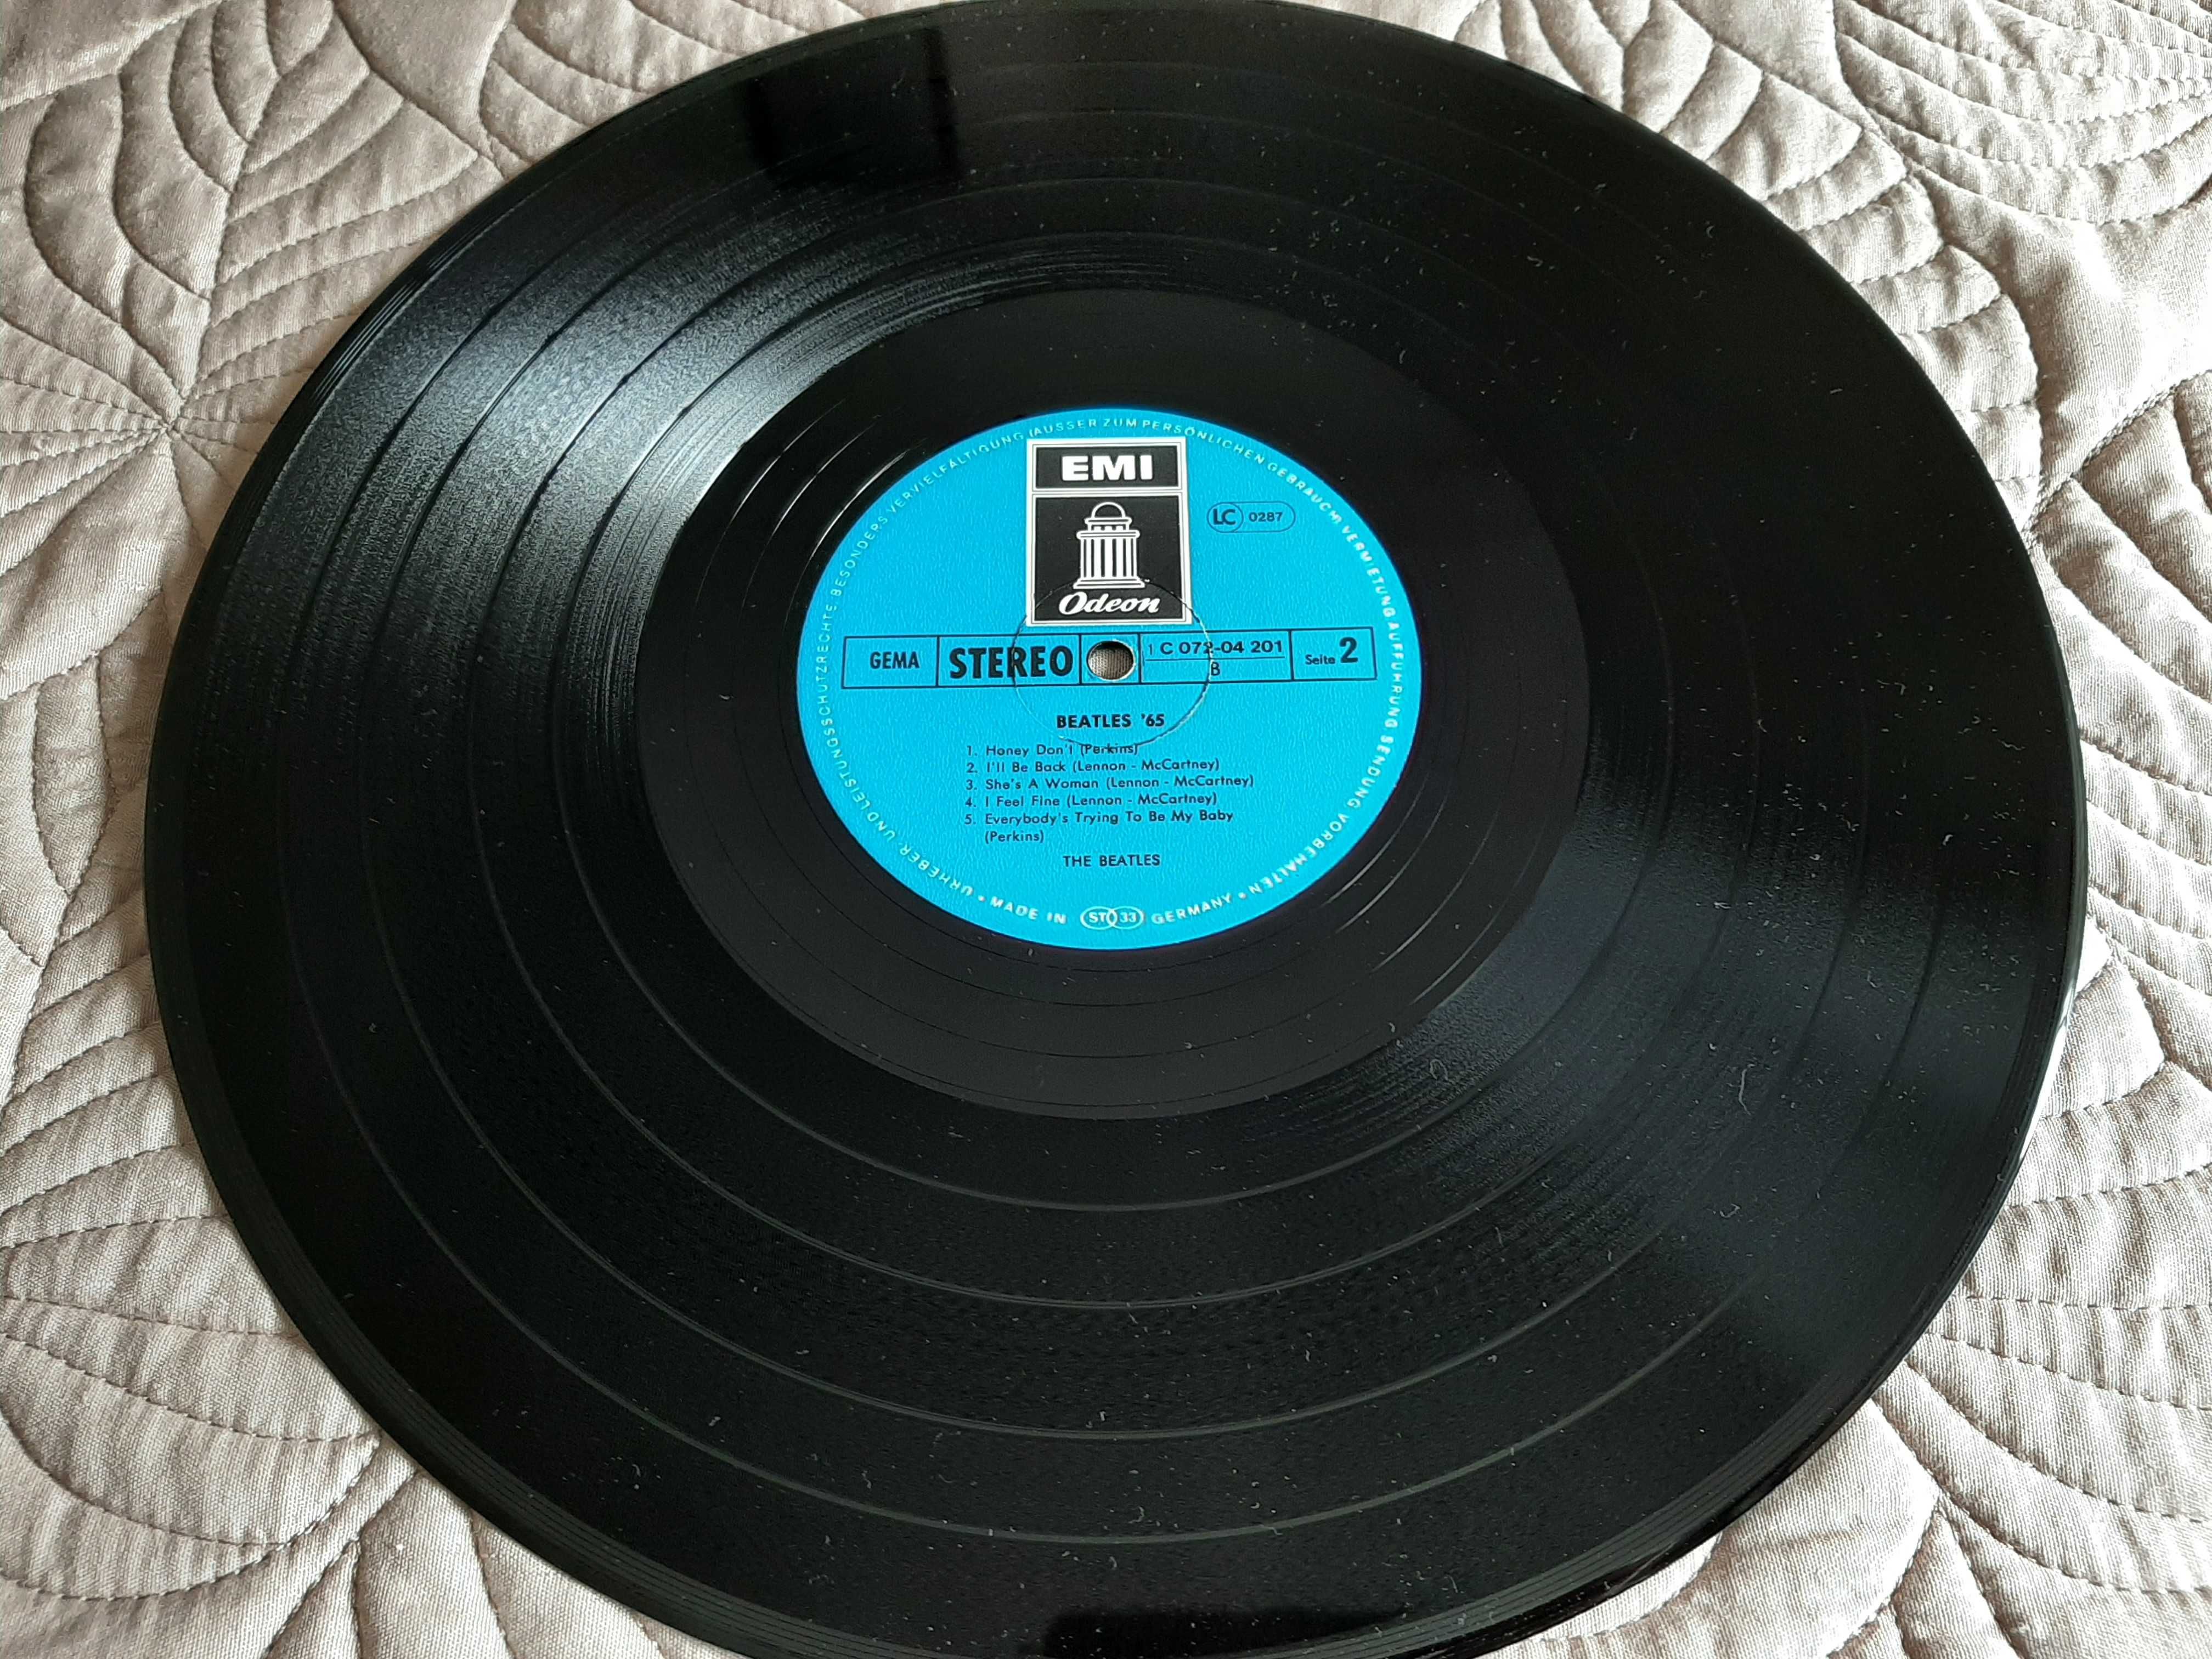 EMI
Odeon
LC 0287
GEMA
STEREO
1 C 072-04 201
B
Seite 2
BEATLES '65
1. Honey Don't (Perkins)
2. I'll Be Back (Lennon - McCartney)
3. She's A Woman (Lennon - McCartney)
4. I Feel Fine (Lennon - McCartney)
5. Everybody's Trying To Be My Baby
(Perkins)
THE BEATLES
URHEBER- UND LEISTUNGSSCHUTZRECHTE, BESONDERS VERVIELFÄLTIGUNG (AUSSER ZUM PERSÖNLICHEN GEBRAUCH) VERMIETUNG AUFFÜHRUNG SENDUNG VORBEHALTEN •
MADE IN ST 33 GERMANY •